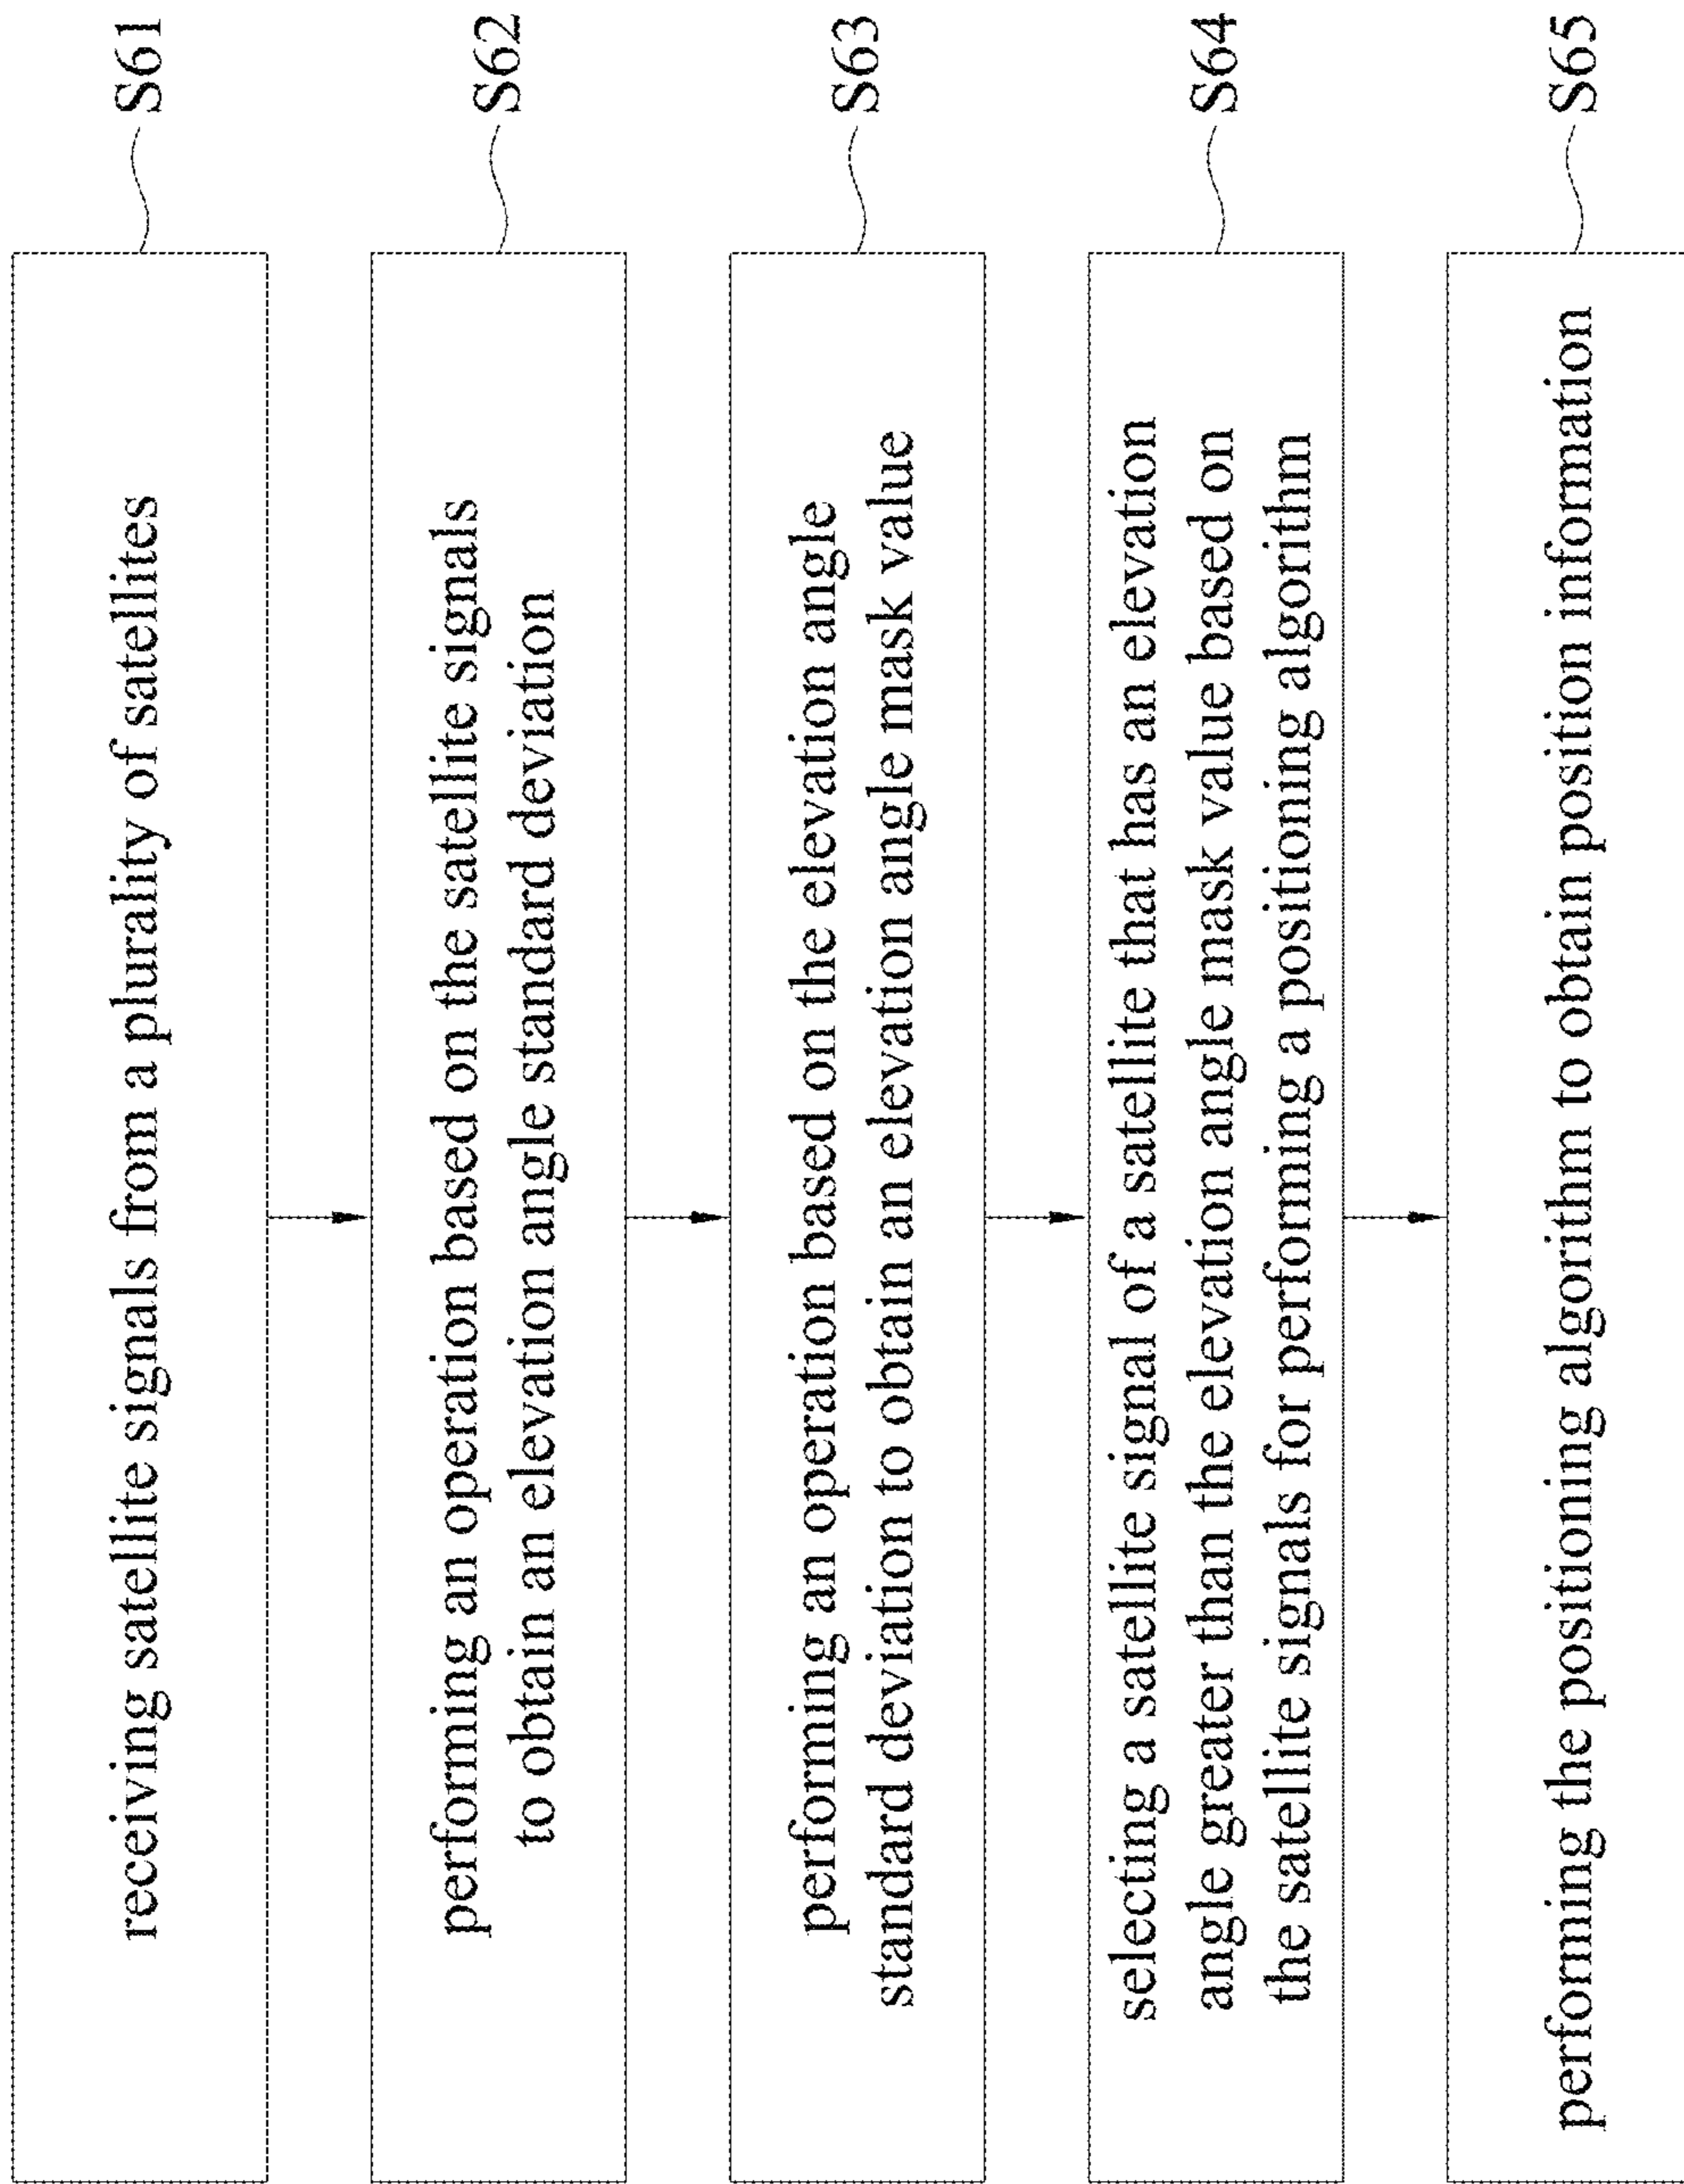 receiving satellite signals from a plurality of satellites
S61
performing an operation based on the satellite signals
to obtain an elevation angle standard deviation
S62
performing an operation based on the elevation angle
standard deviation to obtain an elevation angle mask value
S63
selecting a satellite signal of a satellite that has an elevation
angle greater than the elevation angle mask value based on
the satellite signals for performing a positioning algorithm
S64
performing the positioning algorithm to obtain position information
S65